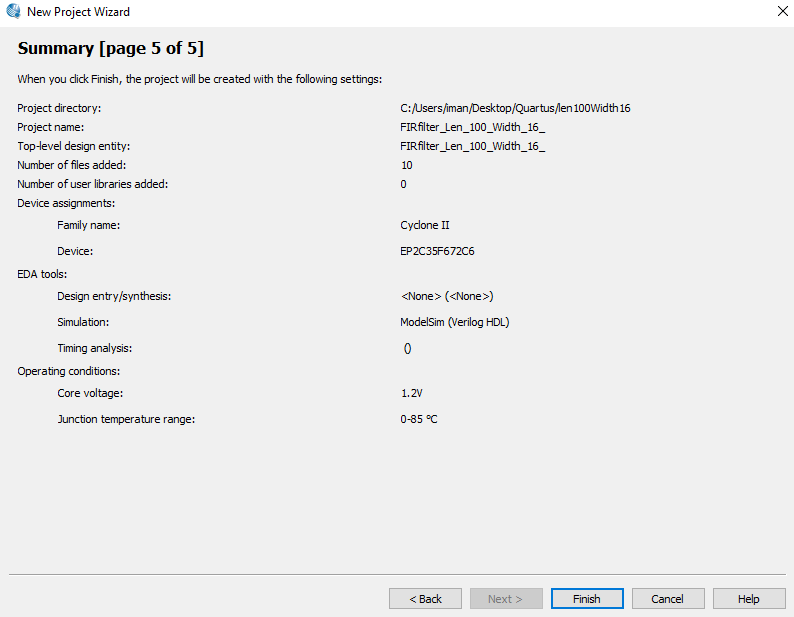 New Project Wizard
Summary [page 5 of 5]
When you click Finish, the project will be created with the following settings:
Project directory: C:/Users/iman/Desktop/Quartus/len100Width16
Project name: FIRfilter_Len_100_Width_16_
Top-level design entity: FIRfilter_Len_100_Width_16_
Number of files added: 10
Number of user libraries added: 0
Device assignments:
Family name: Cyclone II
Device: EP2C35F672C6
EDA tools:
Design entry/synthesis: <None> (<None>)
Simulation: ModelSim (Verilog HDL)
Timing analysis: ()
Operating conditions:
Core voltage: 1.2V
Junction temperature range: 0-85 °C
< Back Next > Finish Cancel Help